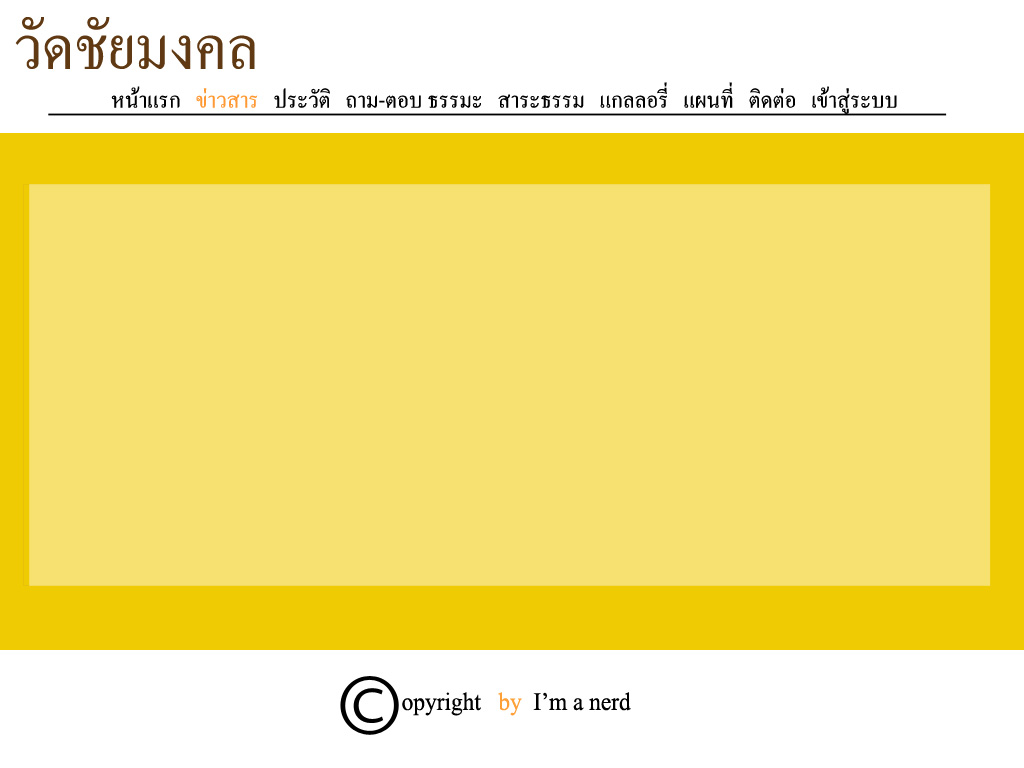 วัดชัยมงคล
หน้าแรก ข่าวสาร ประวัติ ถาม-ตอบ ธรรมะ สาระธรรม แกลลอรี่ แผนที่ ติดต่อ เข้าสู่ระบบ
©opyright by I'm a nerd